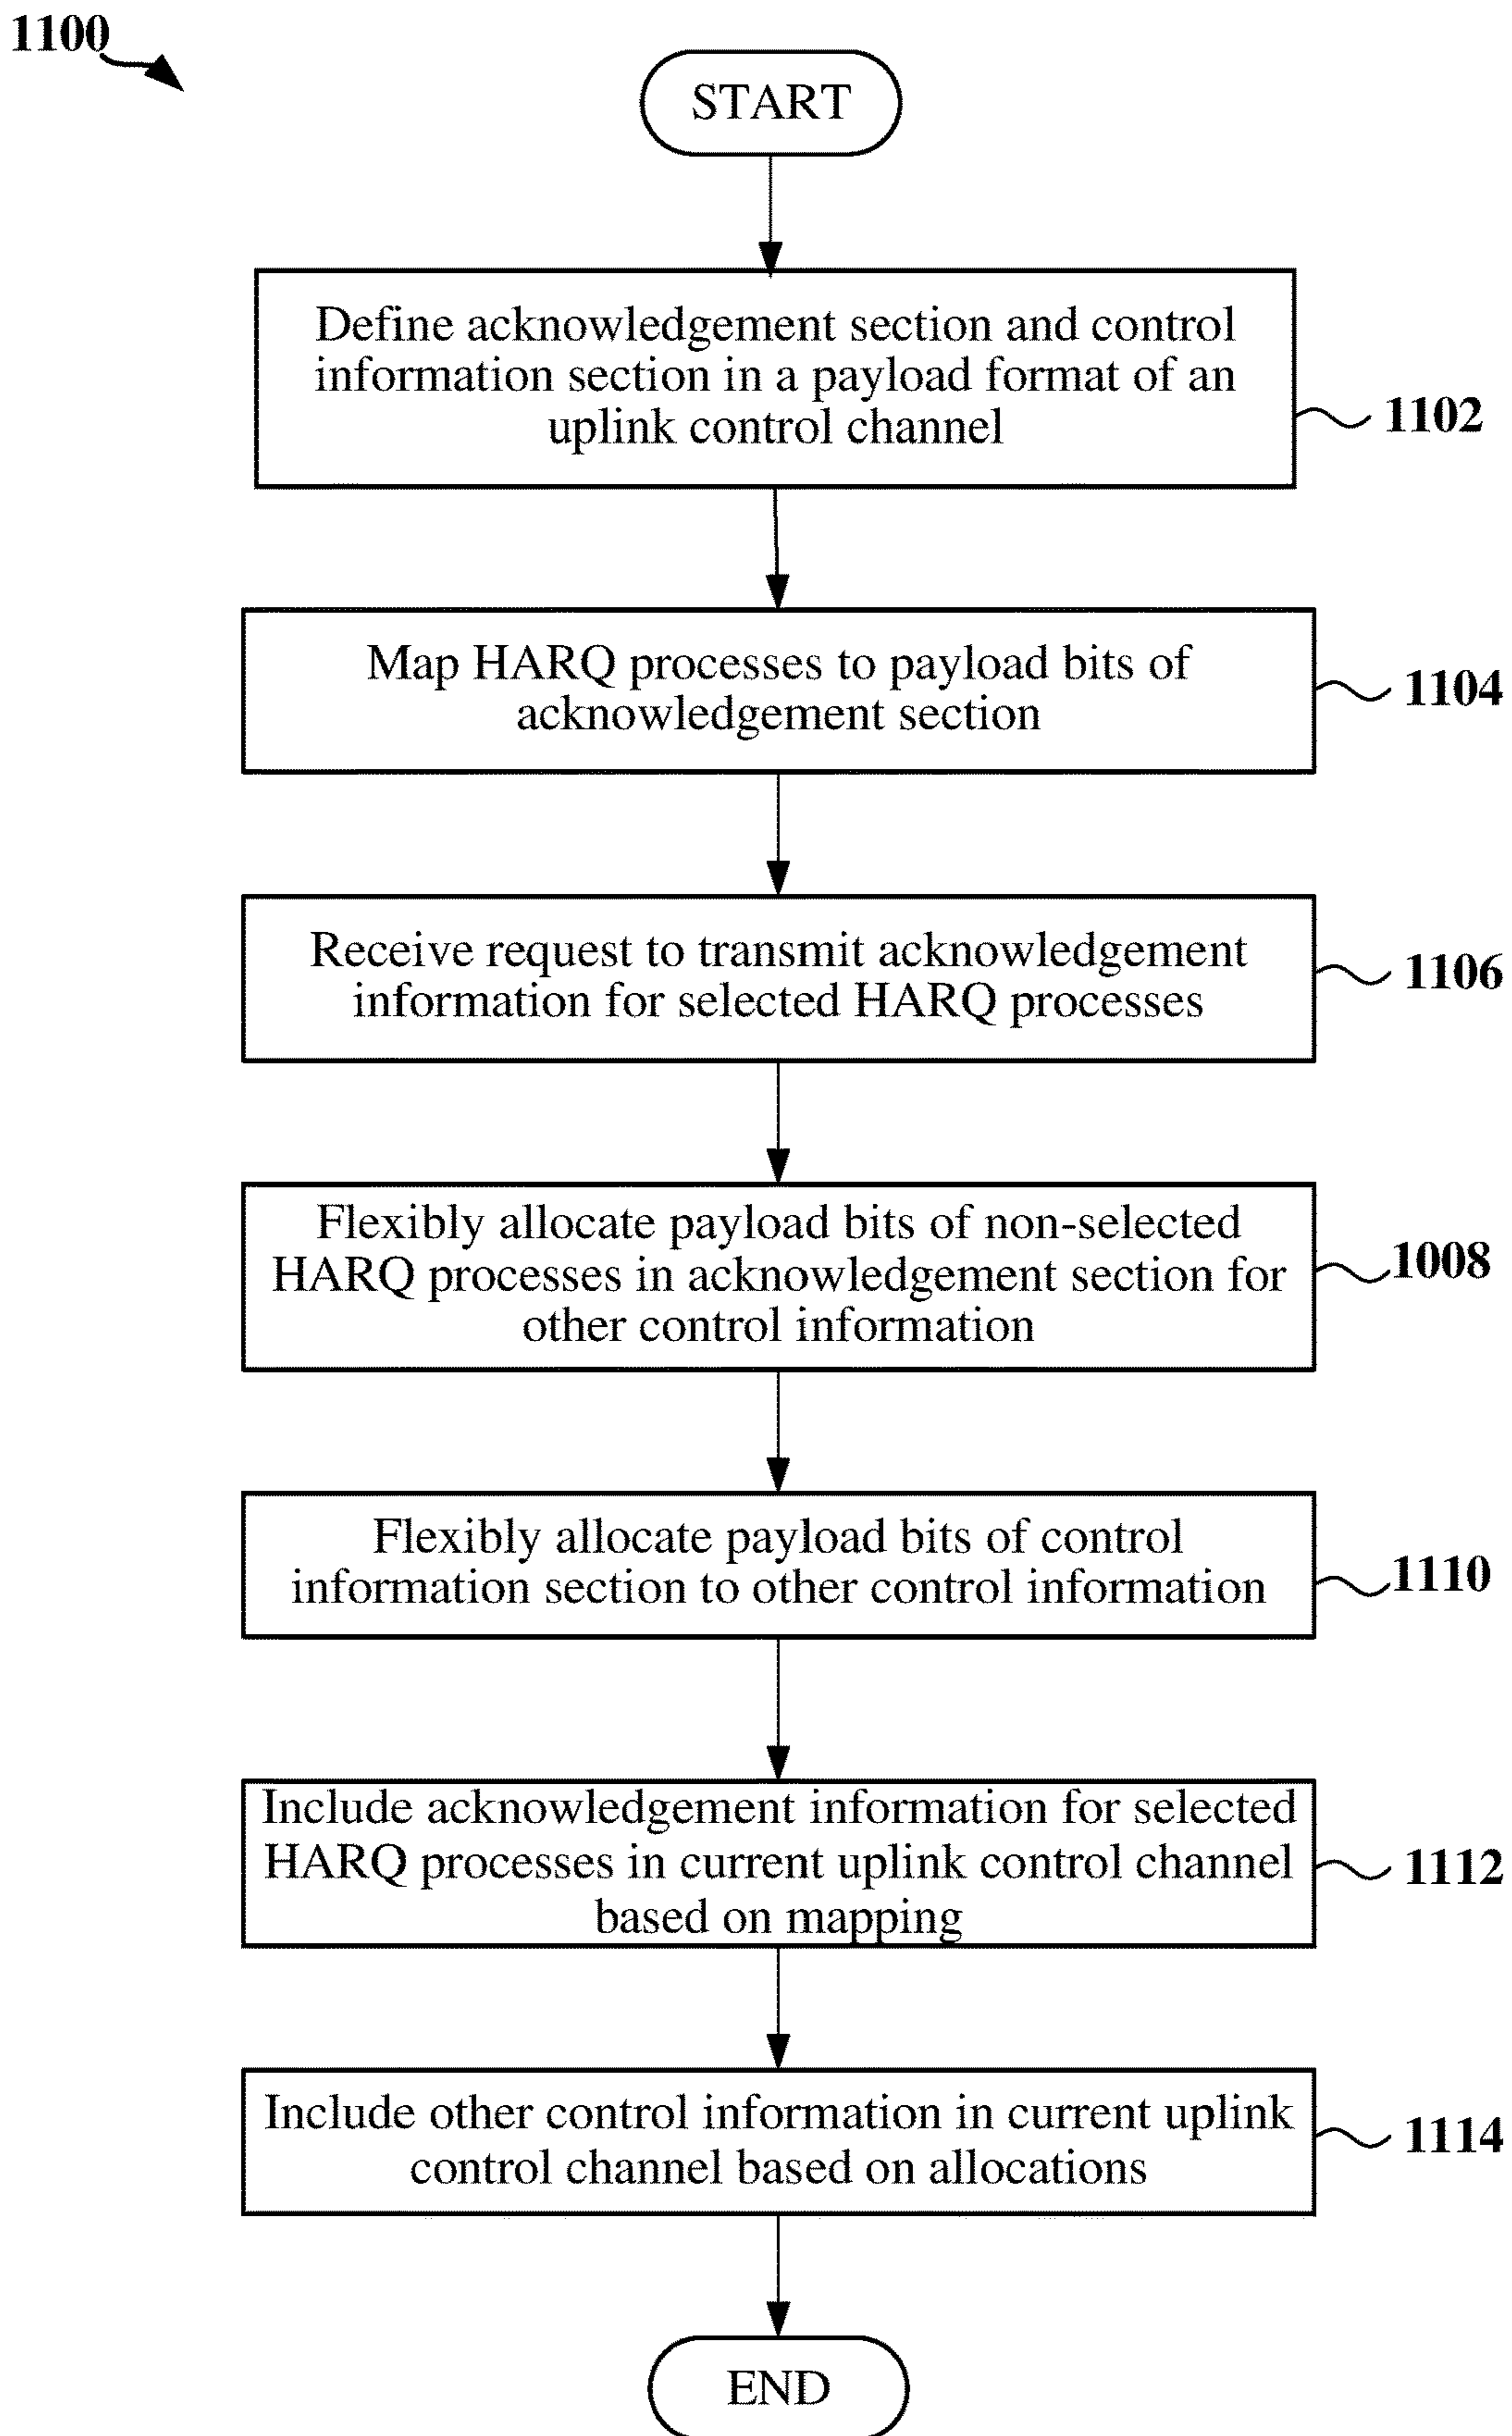 1100
START
Define acknowledgement section and control
information section in a payload format of an
uplink control channel
1102
Map HARQ processes to payload bits of
acknowledgement section
1104
Receive request to transmit acknowledgement
information for selected HARQ processes
1106
Flexibly allocate payload bits of non-selected
HARQ processes in acknowledgement section for
other control information
1008
Flexibly allocate payload bits of control
information section to other control information
1110
Include acknowledgement information for selected
HARQ processes in current uplink control channel
based on mapping
1112
Include other control information in current uplink
control channel based on allocations
1114
END